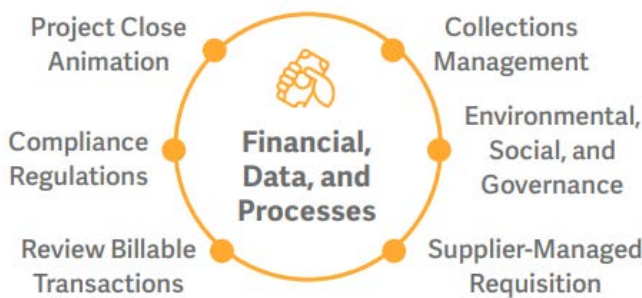 Project Close
Animation
Collections
Management
Compliance
Regulations
Financial,
Data, and
Processes
Environmental,
Social, and
Governance
Review Billable
Transactions
Supplier-Managed
Requisition